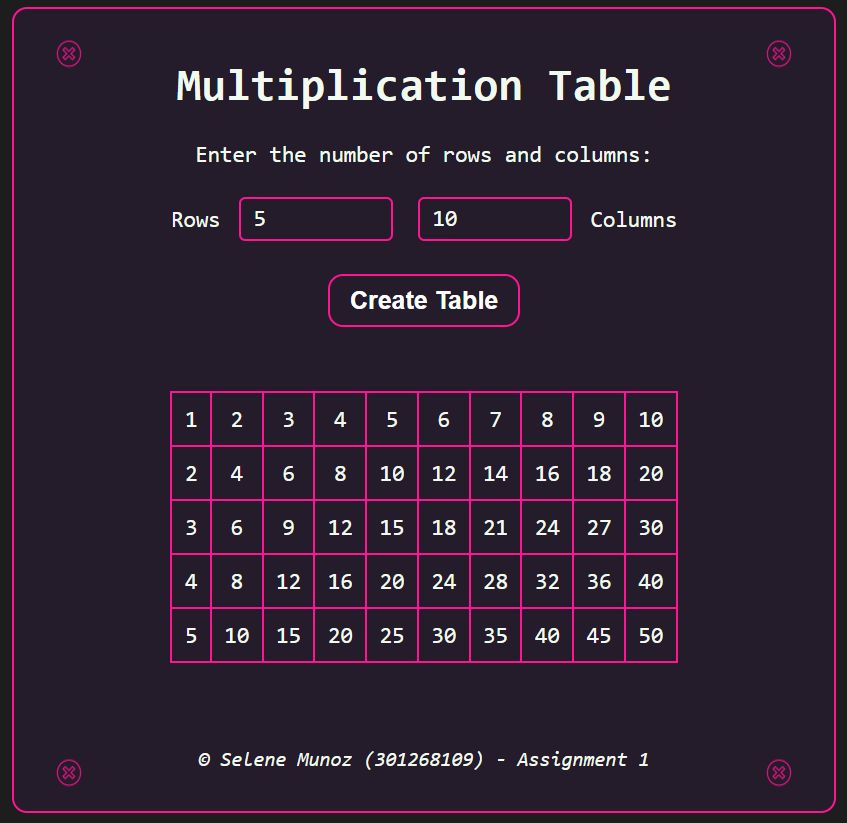 Multiplication Table
Enter the number of rows and columns:
Rows 5 10 Columns
Create Table
1 2 3 4 5 6 7 8 9 10
2 4 6 8 10 12 14 16 18 20
3 6 9 12 15 18 21 24 27 30
4 8 12 16 20 24 28 32 36 40
5 10 15 20 25 30 35 40 45 50
© Selene Munoz (301268109) - Assignment 1